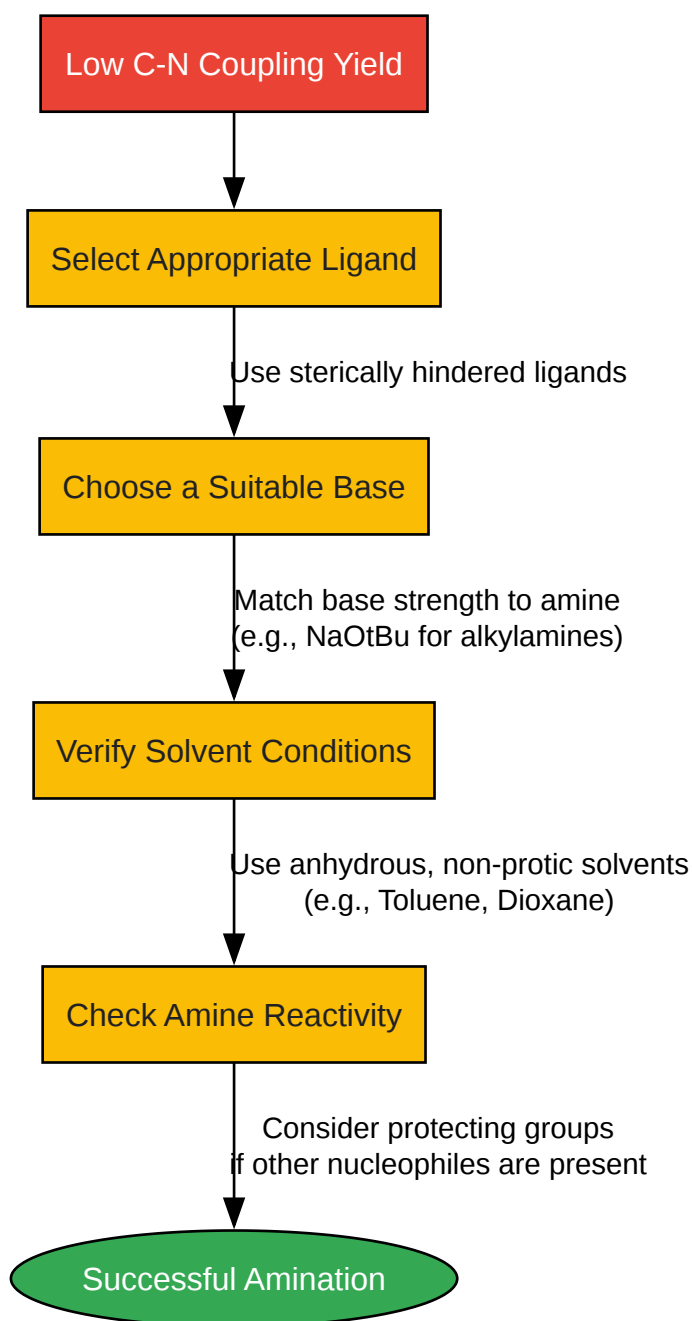 Low C-N Coupling Yield
Select Appropriate Ligand
Use sterically hindered ligands
Choose a Suitable Base
Match base strength to amine
(e.g., NaOtBu for alkylamines)
Verify Solvent Conditions
Use anhydrous, non-protic solvents
(e.g., Toluene, Dioxane)
Check Amine Reactivity
Consider protecting groups
if other nucleophiles are present
Successful Amination